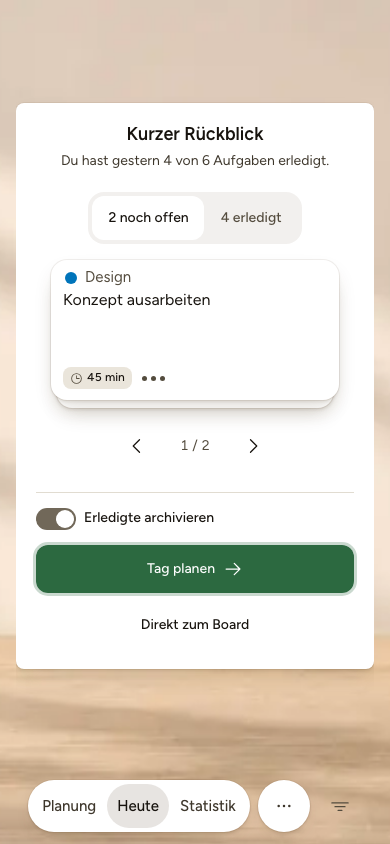 Kurzer Rückblick
Du hast gestern 4 von 6 Aufgaben erledigt.
2 noch offen
4 erledigt
Design
Konzept ausarbeiten
45 min
1 / 2
Erledigte archivieren
Tag planen
Direkt zum Board
Planung
Heute
Statistik